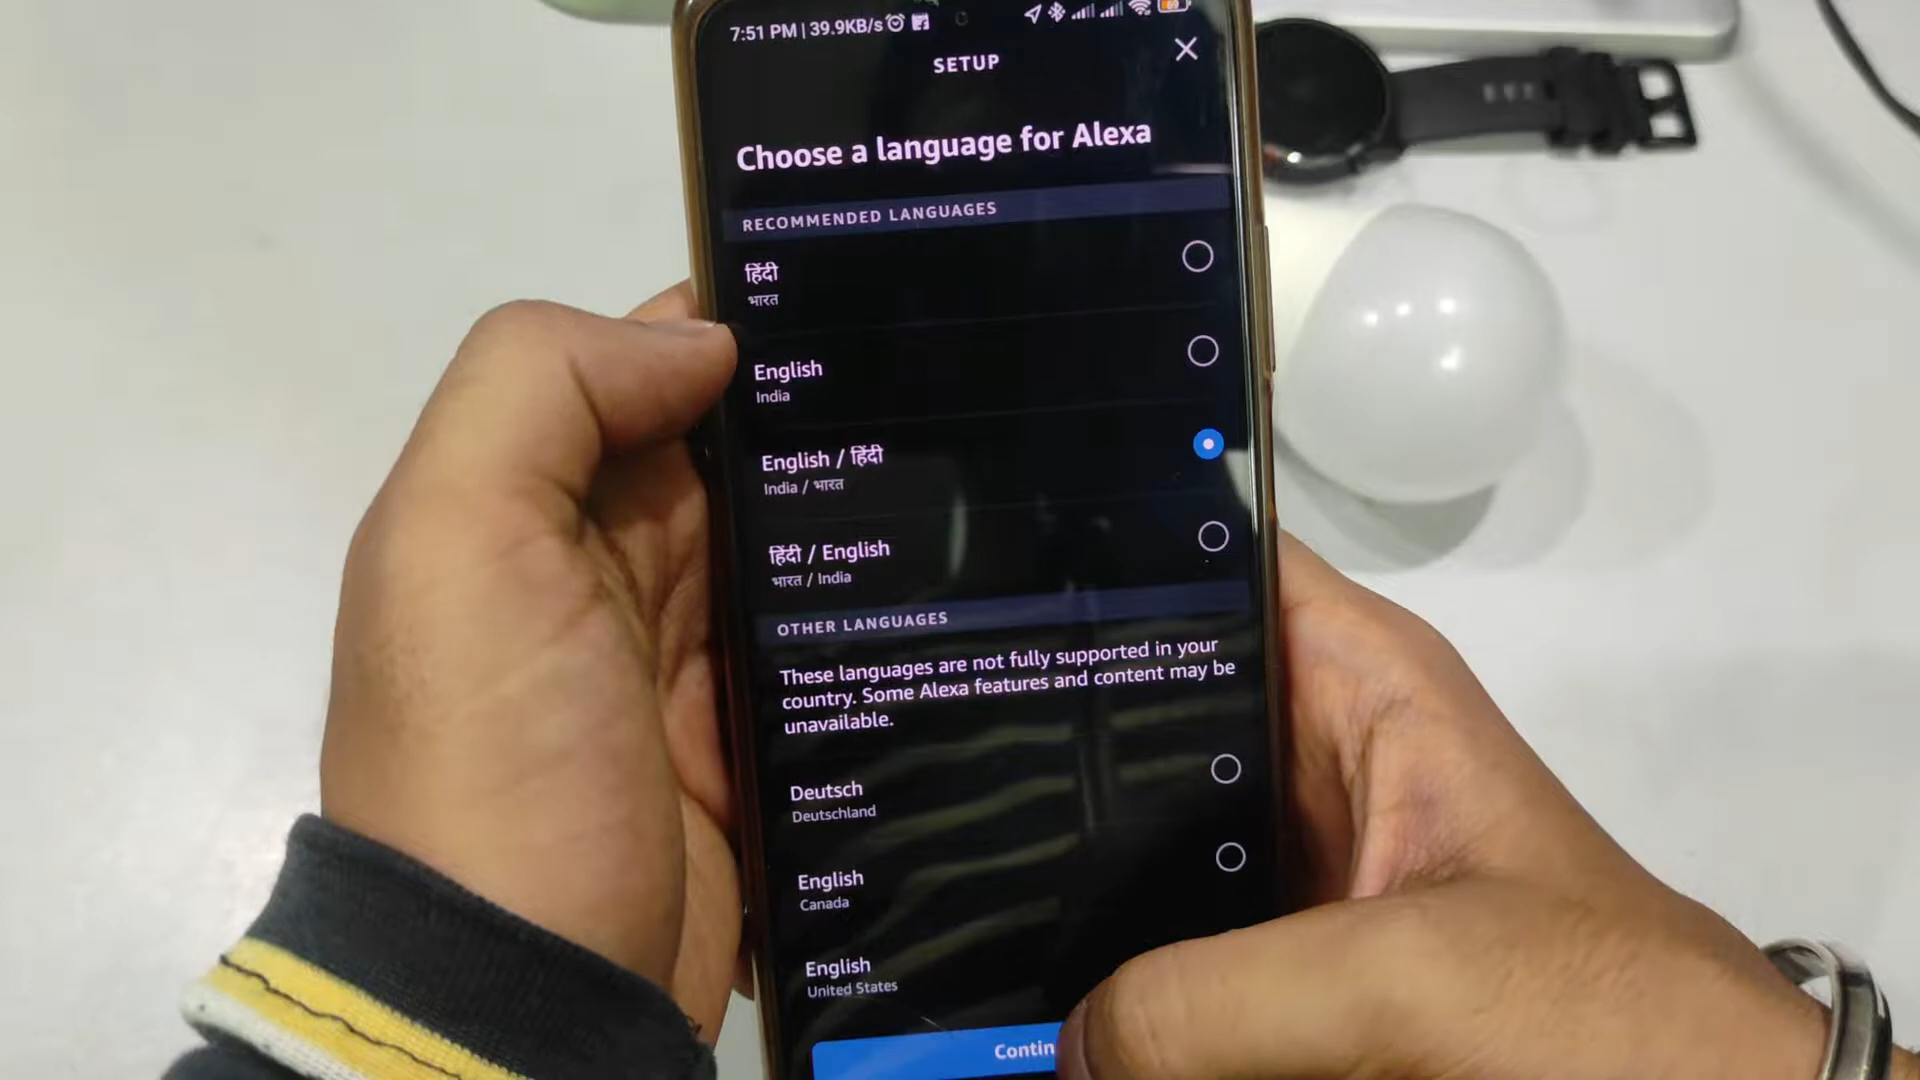 7:51 PM | 39.9KB/s
SETUP
Choose a language for Alexa
RECOMMENDED LANGUAGES
हिंदी
भारत
English
India
English / हिंदी
India / भारत
हिंदी / English
भारत / India
OTHER LANGUAGES
These languages are not fully supported in your
country. Some Alexa features and content may be
unavailable.
Deutsch
Deutschland
English
Canada
English
United States
Contin